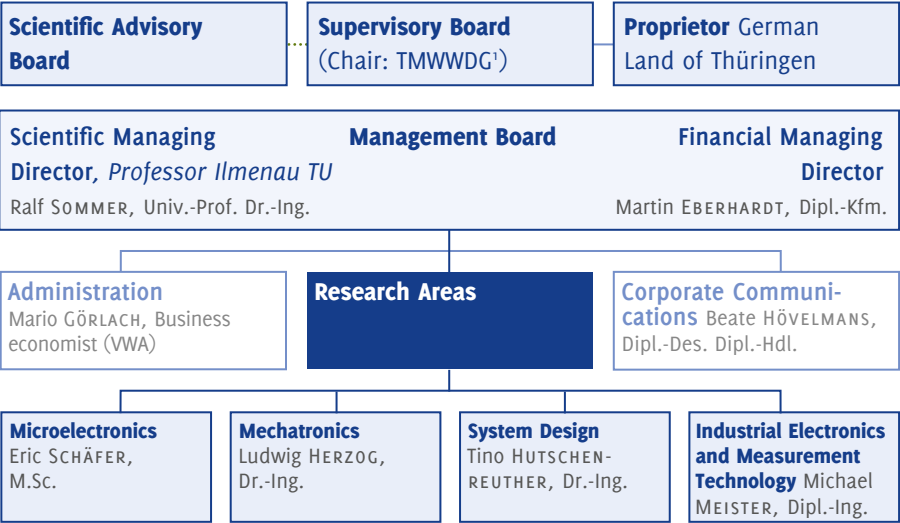 Scientific Advisory
Board
Supervisory Board
(Chair: TMWWDG¹)
Proprietor German
Land of Thüringen
Scientific Managing
Director, Professor Ilmenau TU
Ralf SOMMER, Univ.-Prof. Dr.-Ing.
Management Board
Financial Managing
Director
Martin EBERHARDT, Dipl.-Kfm.
Administration
Mario GÖRLACH, Business
economist (VWA)
Research Areas
Corporate Communi-
cations Beate HÖVELMANS,
Dipl.-Des. Dipl.-Hdl.
Microelectronics
Eric SCHÄFER,
M.Sc.
Mechatronics
Ludwig HERZOG,
Dr.-Ing.
System Design
Tino HUTSCHEN-
REUTHER, Dr.-Ing.
Industrial Electronics
and Measurement
Technology Michael
MEISTER, Dipl.-Ing.